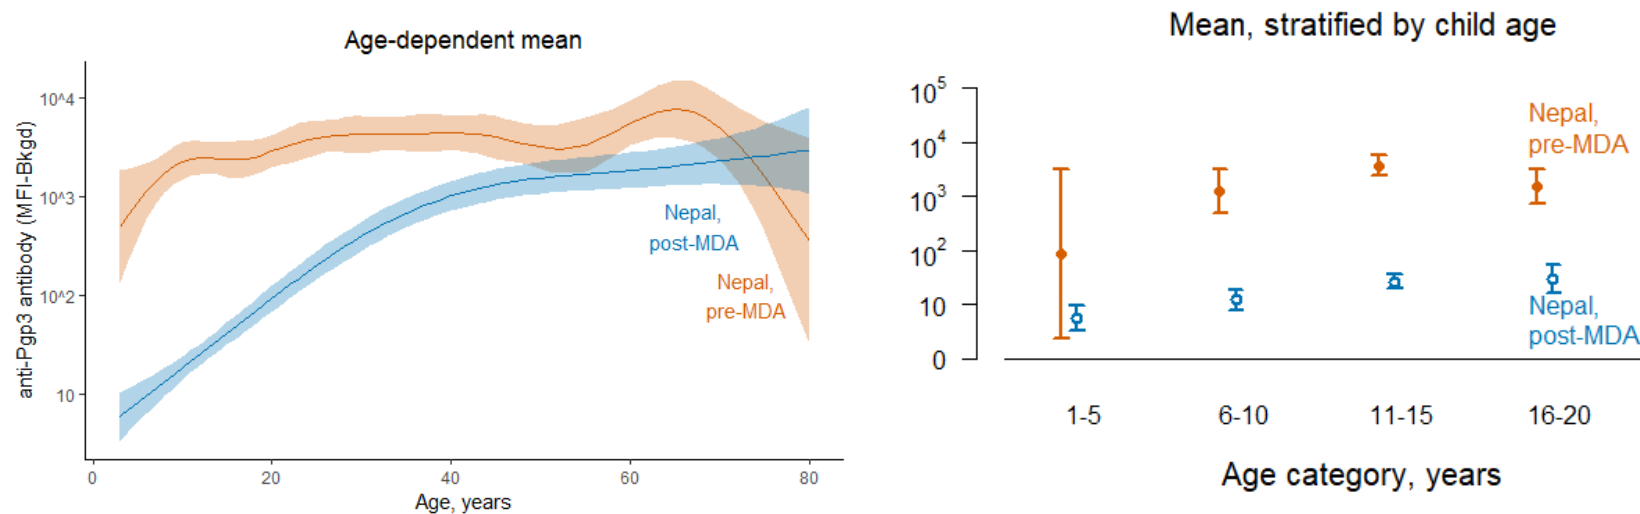 Age-dependent mean
anti-Pgp3 antibody (MFI-Bkgd)
10^4
10^3
10^2
10
Nepal,
post-MDA
Nepal,
pre-MDA
0 20 40 60 80
Age, years
Mean, stratified by child age
10^5
10^4
10^3
10^2
10
0
Nepal,
pre-MDA
Nepal,
post-MDA
1-5 6-10 11-15 16-20
Age category, years